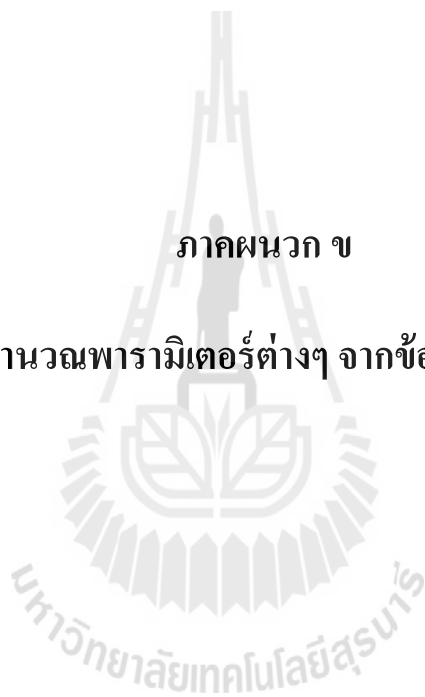 ภาคผนวก ข
านวณพารามิเตอร์ต่างๆ จากข้อ
มหาวิทยาลัยเทคโนโลยีสุรนารี